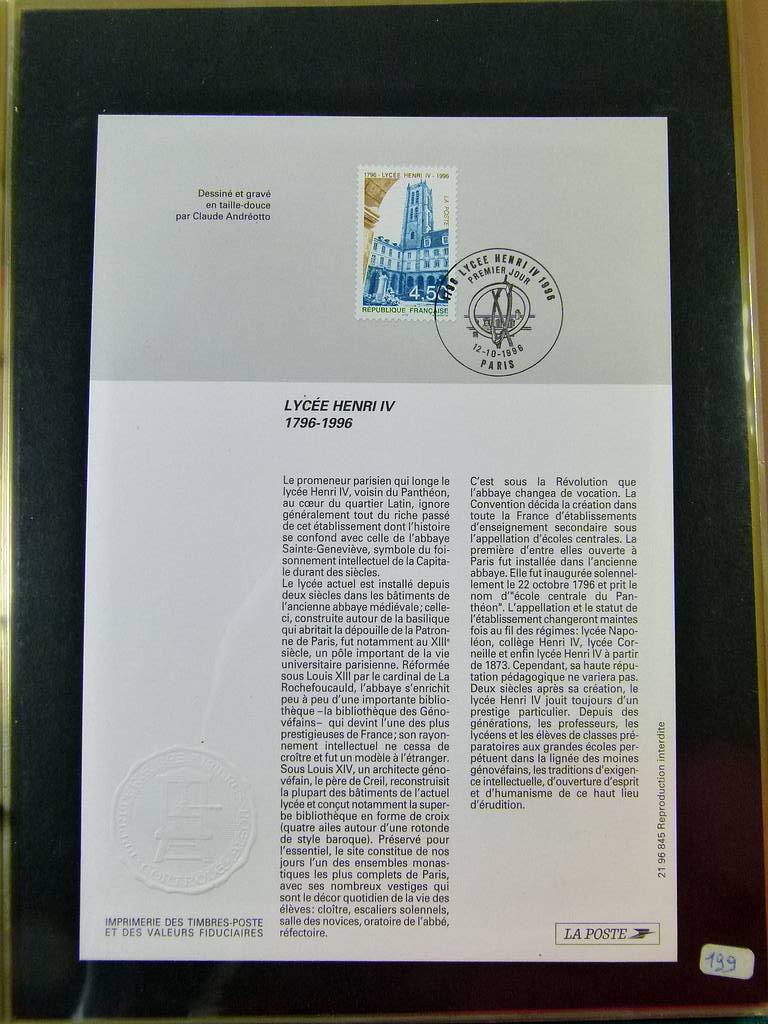 Dessiné et gravé
en taille-douce
par Claude Andréotto
1796 - LYCÉE HENRI IV - 1996
LA POSTE
4,50
RÉPUBLIQUE FRANÇAISE
1796 LYCEE HENRI IV 1996
PREMIER JOUR
12-10-1996
PARIS
LYCÉE HENRI IV
1796-1996
Le promeneur parisien qui longe le
lycée Henri IV, voisin du Panthéon,
au cœur du quartier Latin, ignore
généralement tout du riche passé
de cet établissement dont l'histoire
se confond avec celle de l'abbaye
Sainte-Geneviève, symbole du foi-
sonnement intellectuel de la Capita-
le durant des siècles.
Le lycée actuel est installé depuis
deux siècles dans les bâtiments de
l'ancienne abbaye médiévale; celle-
ci, construite autour de la basilique
qui abritait la dépouille de la Patron-
ne de Paris, fut notamment au XIIIe
siècle, un pôle important de la vie
universitaire parisienne. Réformée
sous Louis XIII par le cardinal de La
Rochefoucauld, l'abbaye s'enrichit
peu à peu d'une importante biblio-
thèque – la bibliothèque des Géno-
véfains – qui devint l'une des plus
prestigieuses de France; son rayon-
nement intellectuel ne cessa de
croître et fut un modèle à l'étranger.
Sous Louis XIV, un architecte géno-
véfain, le père de Creil, reconstruisit
la plupart des bâtiments de l'actuel
lycée et conçut notamment la super-
be bibliothèque en forme de croix
(quatre ailes autour d'une rotonde
de style baroque). Préservé pour
l'essentiel, le site constitue de nos
jours l'un des ensembles monas-
tiques les plus complets de Paris,
avec ses nombreux vestiges qui
sont le décor quotidien de la vie des
élèves: cloître, escaliers solennels,
salle des novices, oratoire de l'abbé,
réfectoire.
C'est sous la Révolution que
l'abbaye changea de vocation. La
Convention décida la création dans
toute la France d'établissements
d'enseignement secondaire sous
l'appellation d'écoles centrales. La
première d'entre elles ouverte à
Paris fut installée dans l'ancienne
abbaye. Elle fut inaugurée solennel-
lement le 22 octobre 1796 et prit le
nom d'"école centrale du Pan-
théon". L'appellation et le statut de
l'établissement changeront maintes
fois au fil des régimes: lycée Napo-
léon, collège Henri IV, lycée Cor-
neille et enfin lycée Henri IV à partir
de 1873. Cependant, sa haute répu-
tation pédagogique ne variera pas.
Deux siècles après sa création, le
lycée Henri IV jouit toujours d'un
prestige particulier. Depuis des
générations, les professeurs, les
lycéens et les élèves de classes pré-
paratoires aux grandes écoles per-
pétuent dans la lignée des moines
génovéfains, les traditions d'exigen-
ce intellectuelle, d'ouverture d'esprit
et d'humanisme de ce haut lieu
d'érudition.
21 96 845 Reproduction interdite
IMPRIMERIE DES TIMBRES-POSTE
ET DES VALEURS FIDUCIAIRES
LA POSTE
199